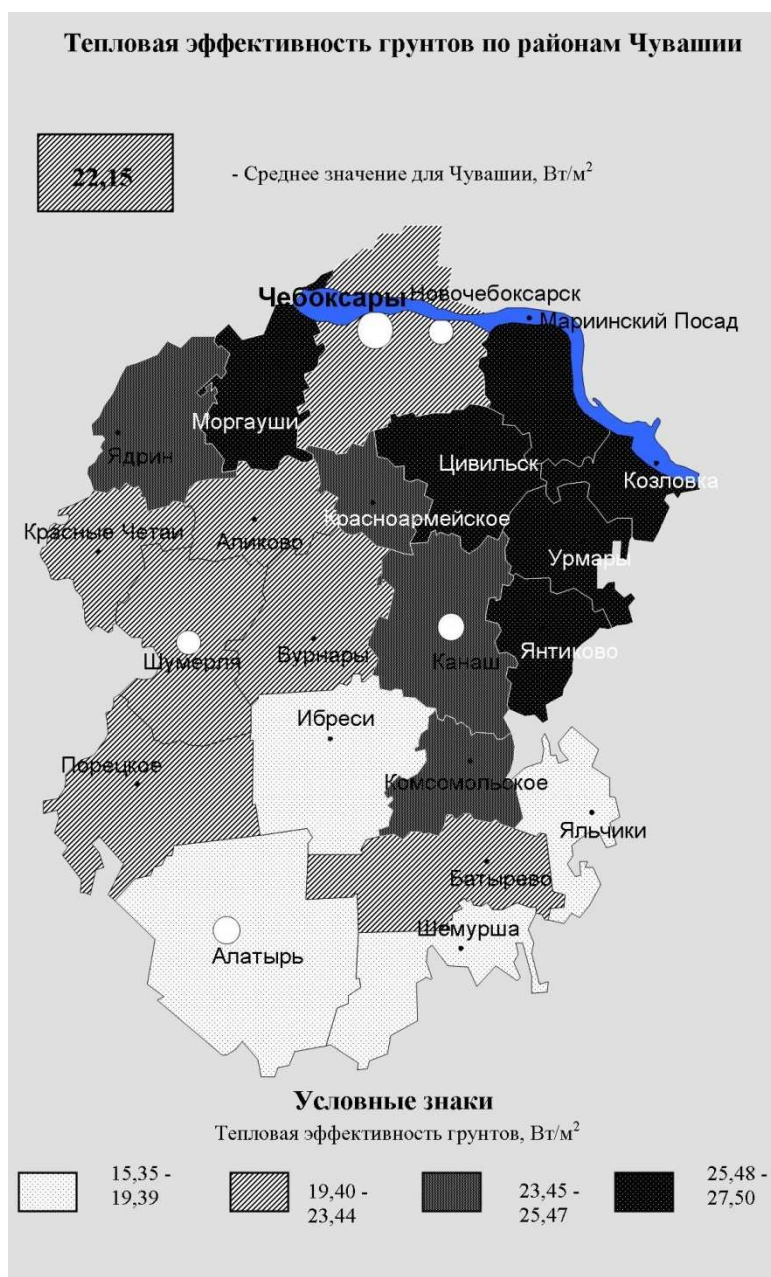 Тепловая эффективность грунтов по районам Чувашии
22,15
- Среднее значение для Чувашии, Вт/м²
Чебоксары
Новочебоксарск
Мариинский Посад
Моргауши
Ядрин
Цивильск
Козловка
Красноармейское
Красные Четаи
Аликово
Урмары
Шумерля
Вурнары
Канаш
Янтиково
Ибреси
Порецкое
Комсомольское
Яльчики
Батырево
Шемурша
Алатырь
Условные знаки
Тепловая эффективность грунтов, Вт/м²
15,35 -
19,39
19,40 -
23,44
23,45 -
25,47
25,48 -
27,50